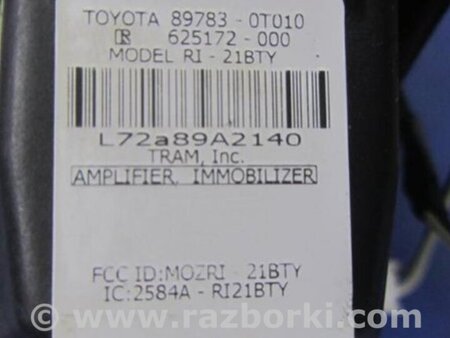 TOYOTA 89783 - 0T010
R 625172 - 000
MODEL RI - 21BTY
L72a89A2140
TRAM, Inc.
AMPLIFIER, IMMOBILIZER
FCC ID:MOZRI - 21BTY
IC:2584A - RI21BTY
© www.razborki.com